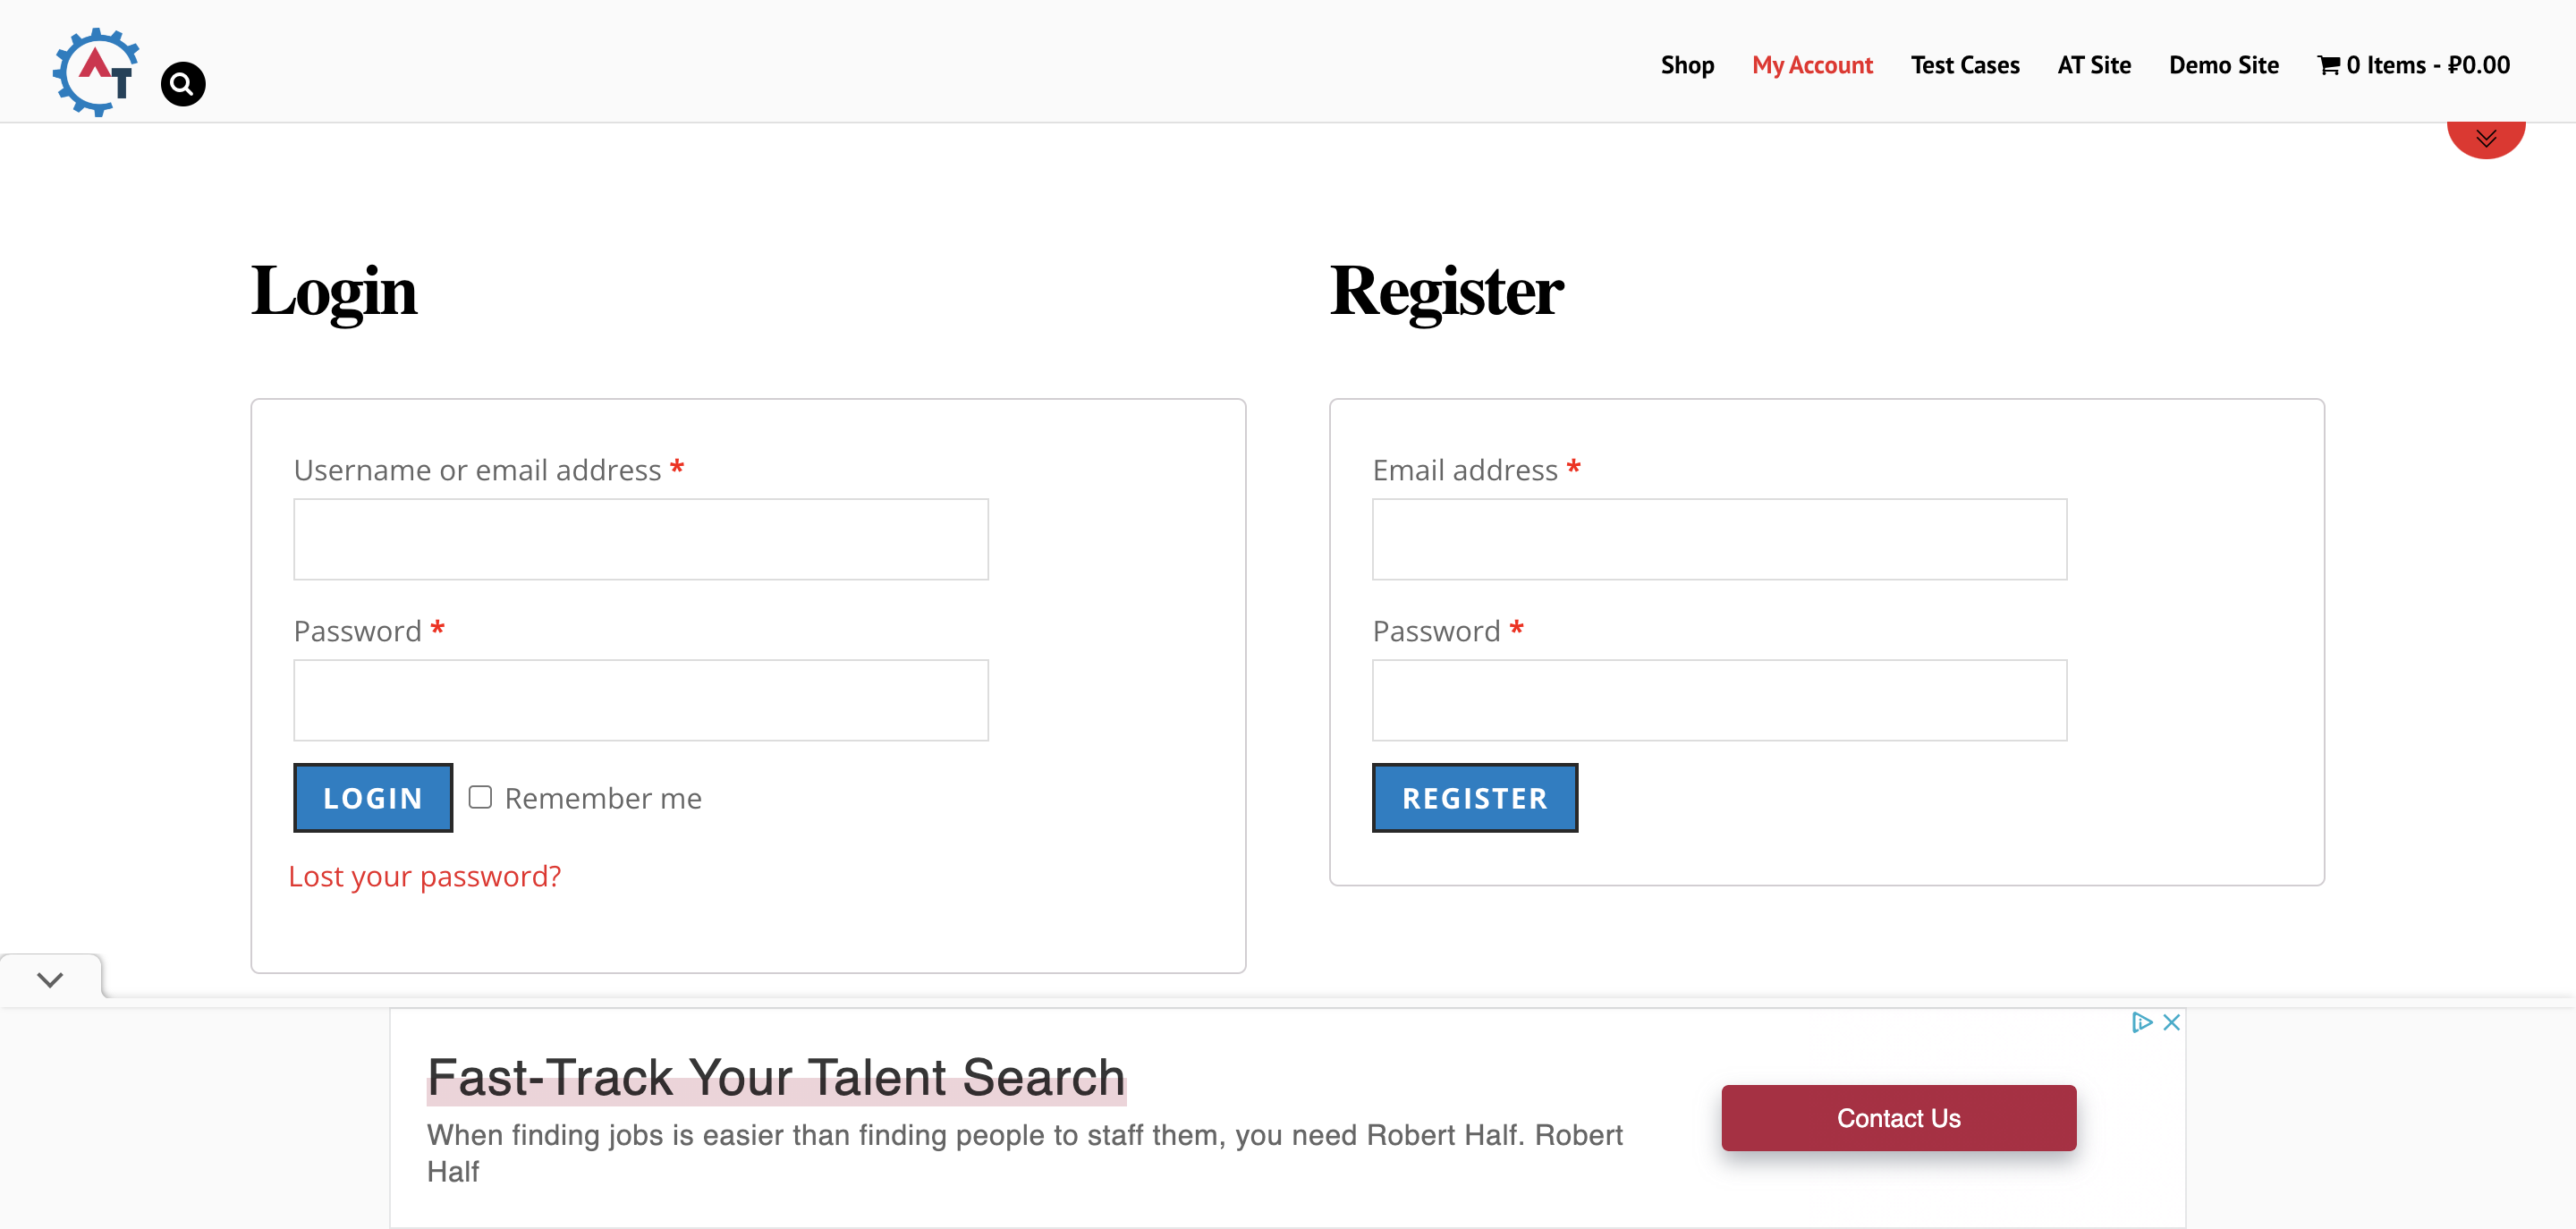 AT
Shop
My Account
Test Cases
AT Site
Demo Site
0 Items - ₽0.00
Login
Username or email address *
Password *
LOGIN
Remember me
Lost your password?
Register
Email address *
Password *
REGISTER
Fast-Track Your Talent Search
When finding jobs is easier than finding people to staff them, you need Robert Half. Robert
Half
Contact Us